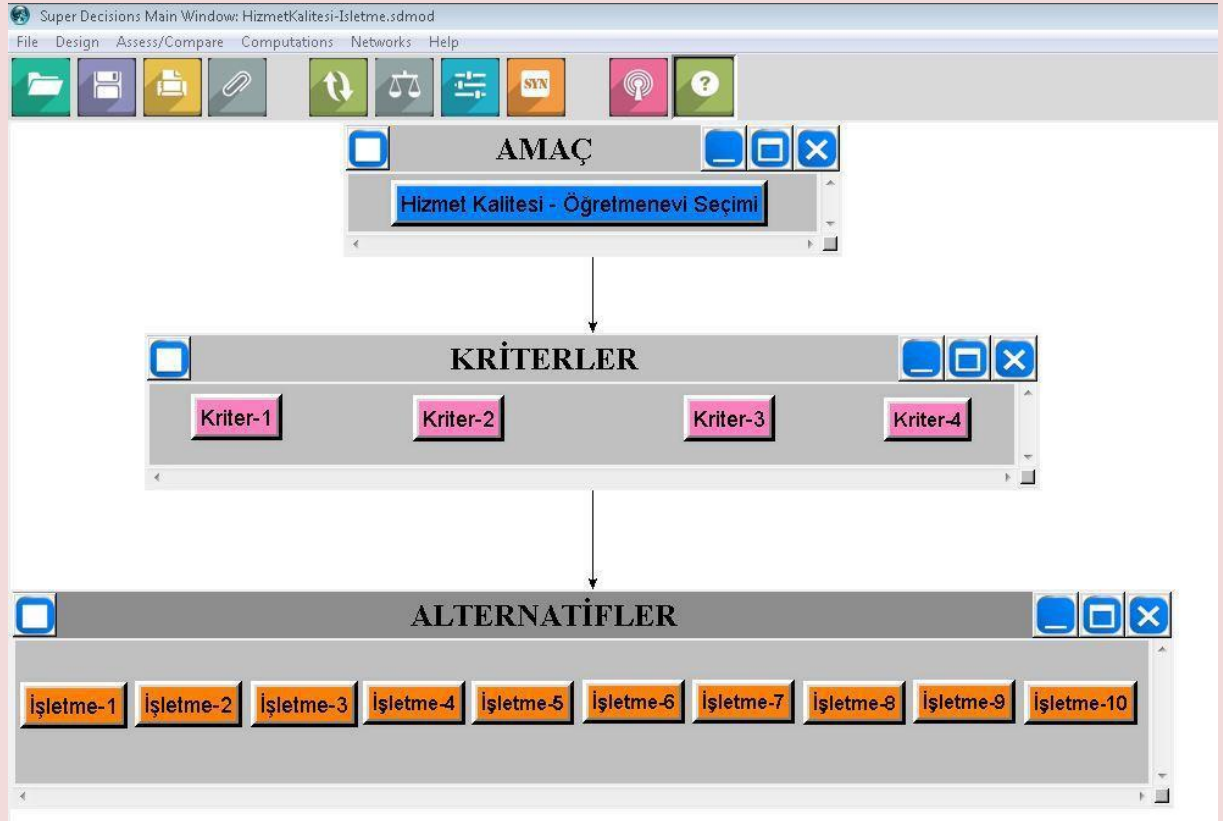 Super Decisions Main Window: HizmetKalitesi-Isletme.sdmod
File Design Assess/Compare Computations Networks Help
SYN ?
AMAÇ
Hizmet Kalitesi - Öğretmenevi Seçimi
KRİTERLER
Kriter-1 Kriter-2 Kriter-3 Kriter-4
ALTERNATİFLER
İşletme-1 İşletme-2 İşletme-3 İşletme-4 İşletme-5 İşletme-6 İşletme-7 İşletme-8 İşletme-9 İşletme-10